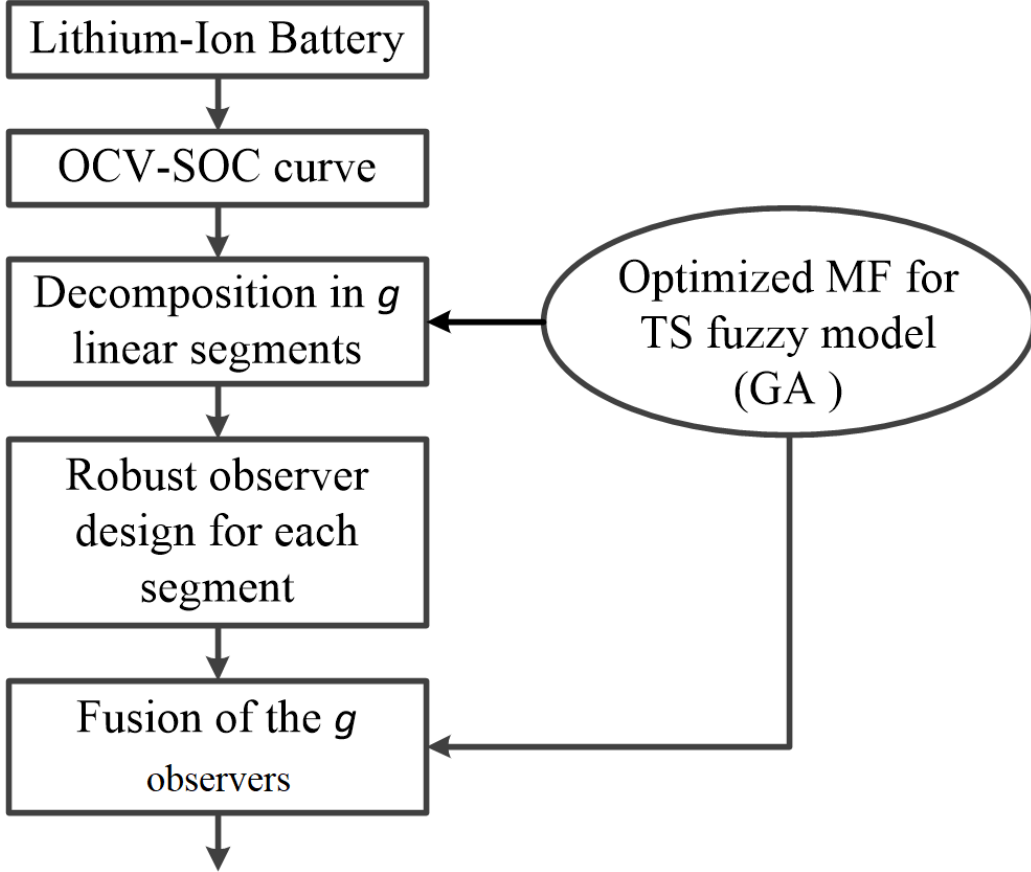 Lithium-Ion Battery
OCV-SOC curve
Decomposition in g
linear segments
Optimized MF for
TS fuzzy model
(GA )
Robust observer
design for each
segment
Fusion of the g
observers